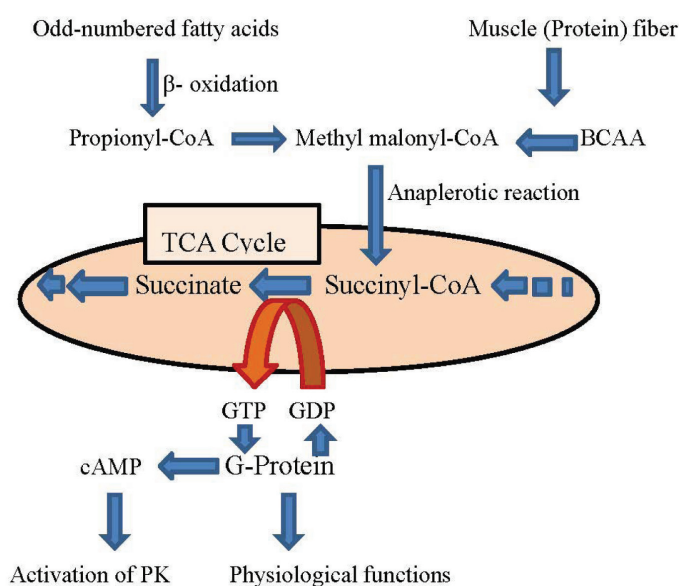 Odd-numbered fatty acids
Muscle (Protein) fiber
β- oxidation
Propionyl-CoA
Methyl malonyl-CoA
BCAA
Anaplerotic reaction
TCA Cycle
Succinate
Succinyl-CoA
GTP
GDP
cAMP
G-Protein
Activation of PK
Physiological functions